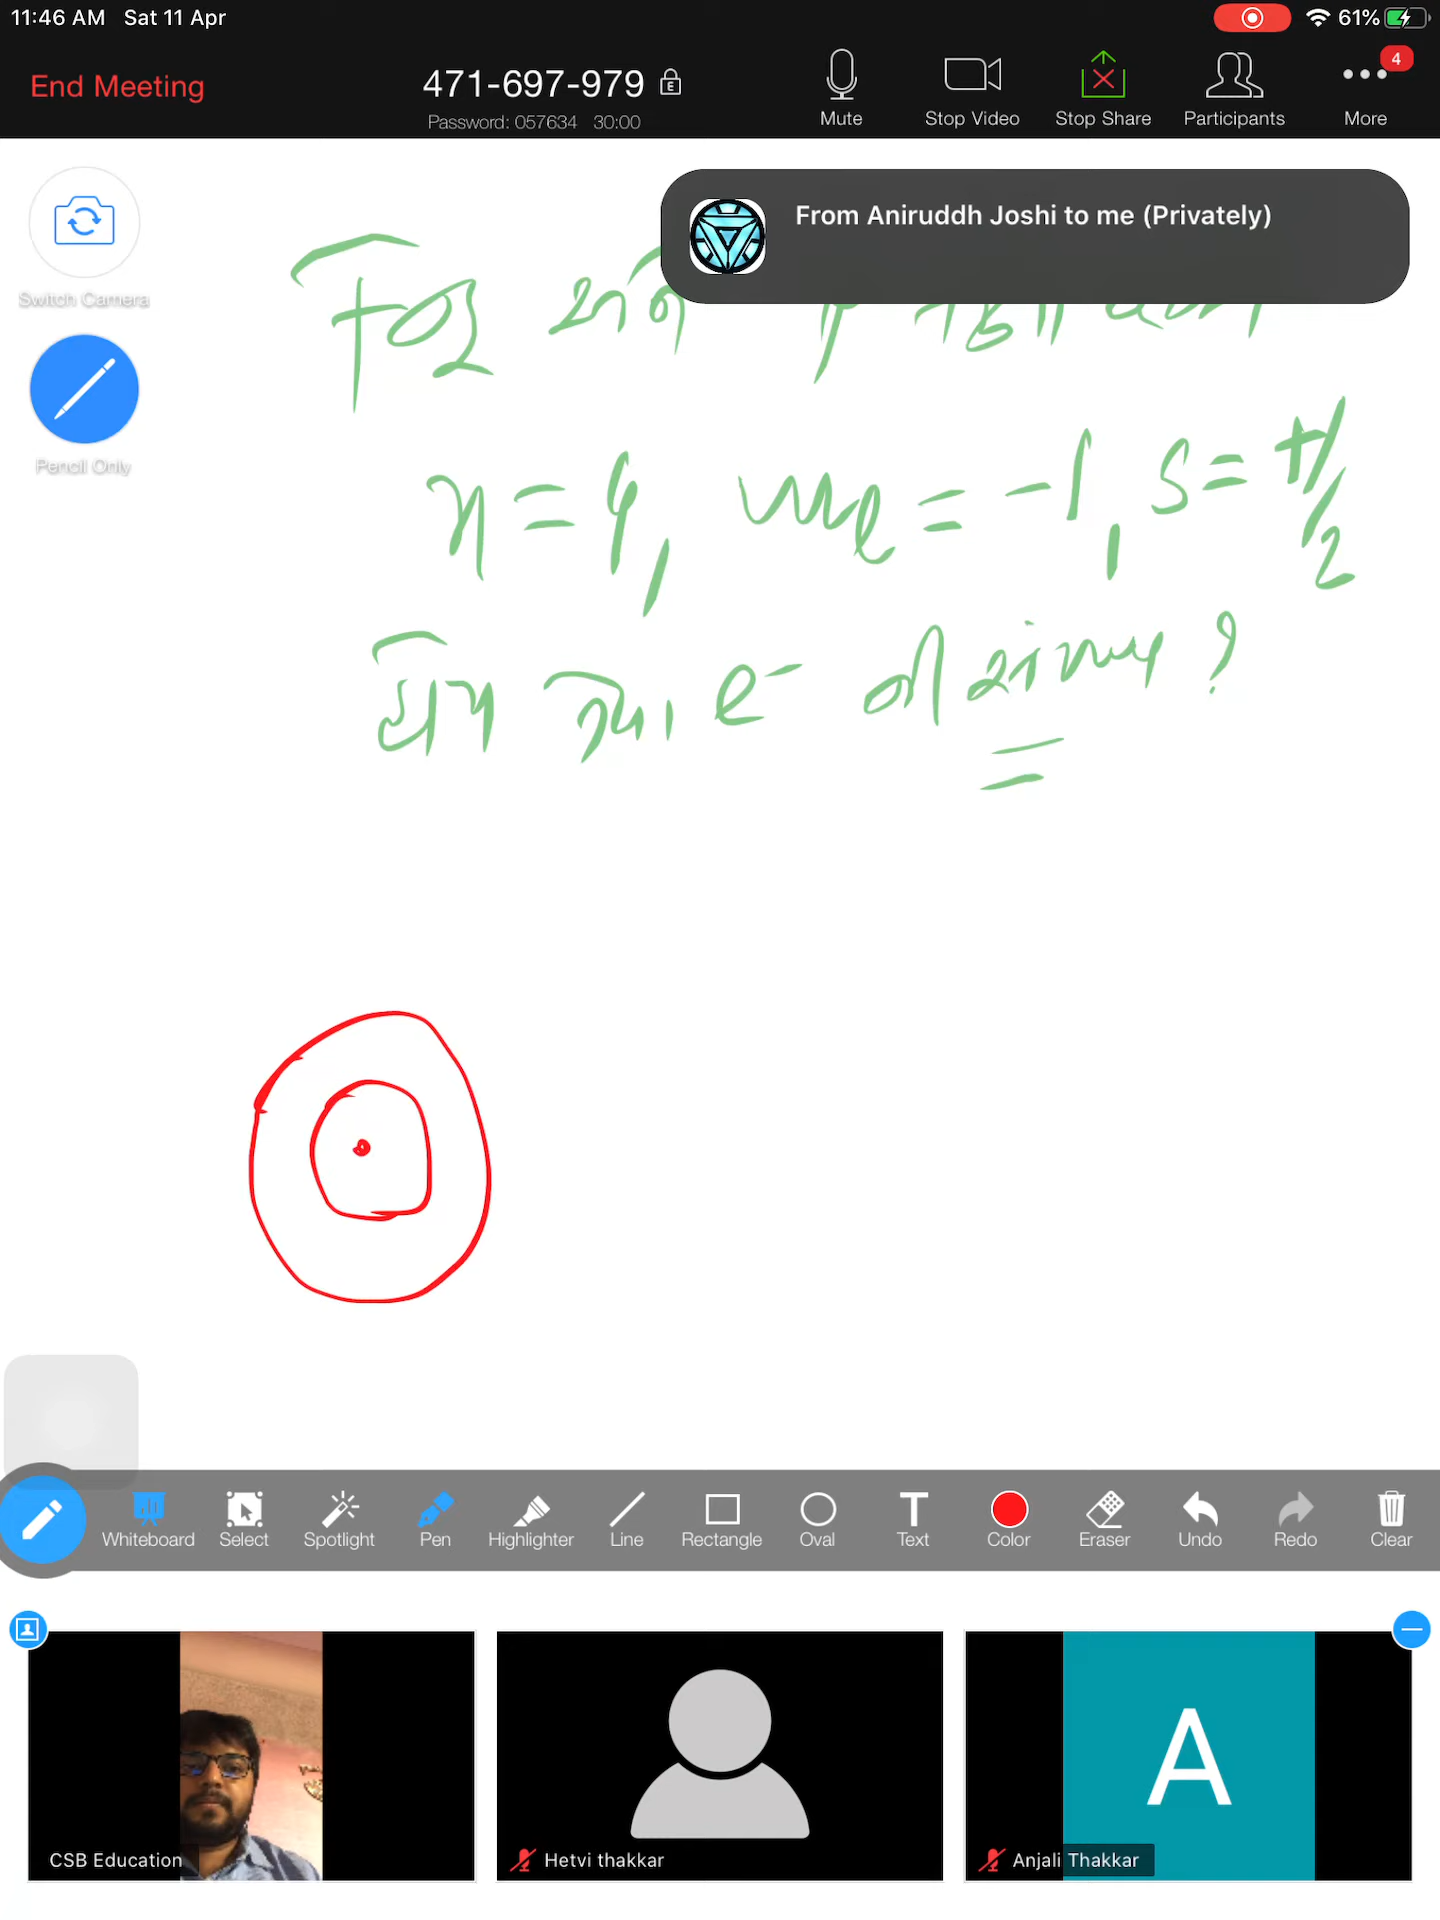 11:46 AM Sat 11 Apr
61%
End Meeting
471-697-979
Password: 057634 30:00
Mute
Stop Video
Stop Share
Participants
4
More
Switch Camera
From Aniruddh Joshi to me (Privately)
Pencil Only
n = 4, ml = -1, S = +1/2
e⁻ ની સંખ્યા ?
Whiteboard
Select
Spotlight
Pen
Highlighter
Line
Rectangle
Oval
Text
Color
Eraser
Undo
Redo
Clear
CSB Education
Hetvi thakkar
A
Anjali Thakkar